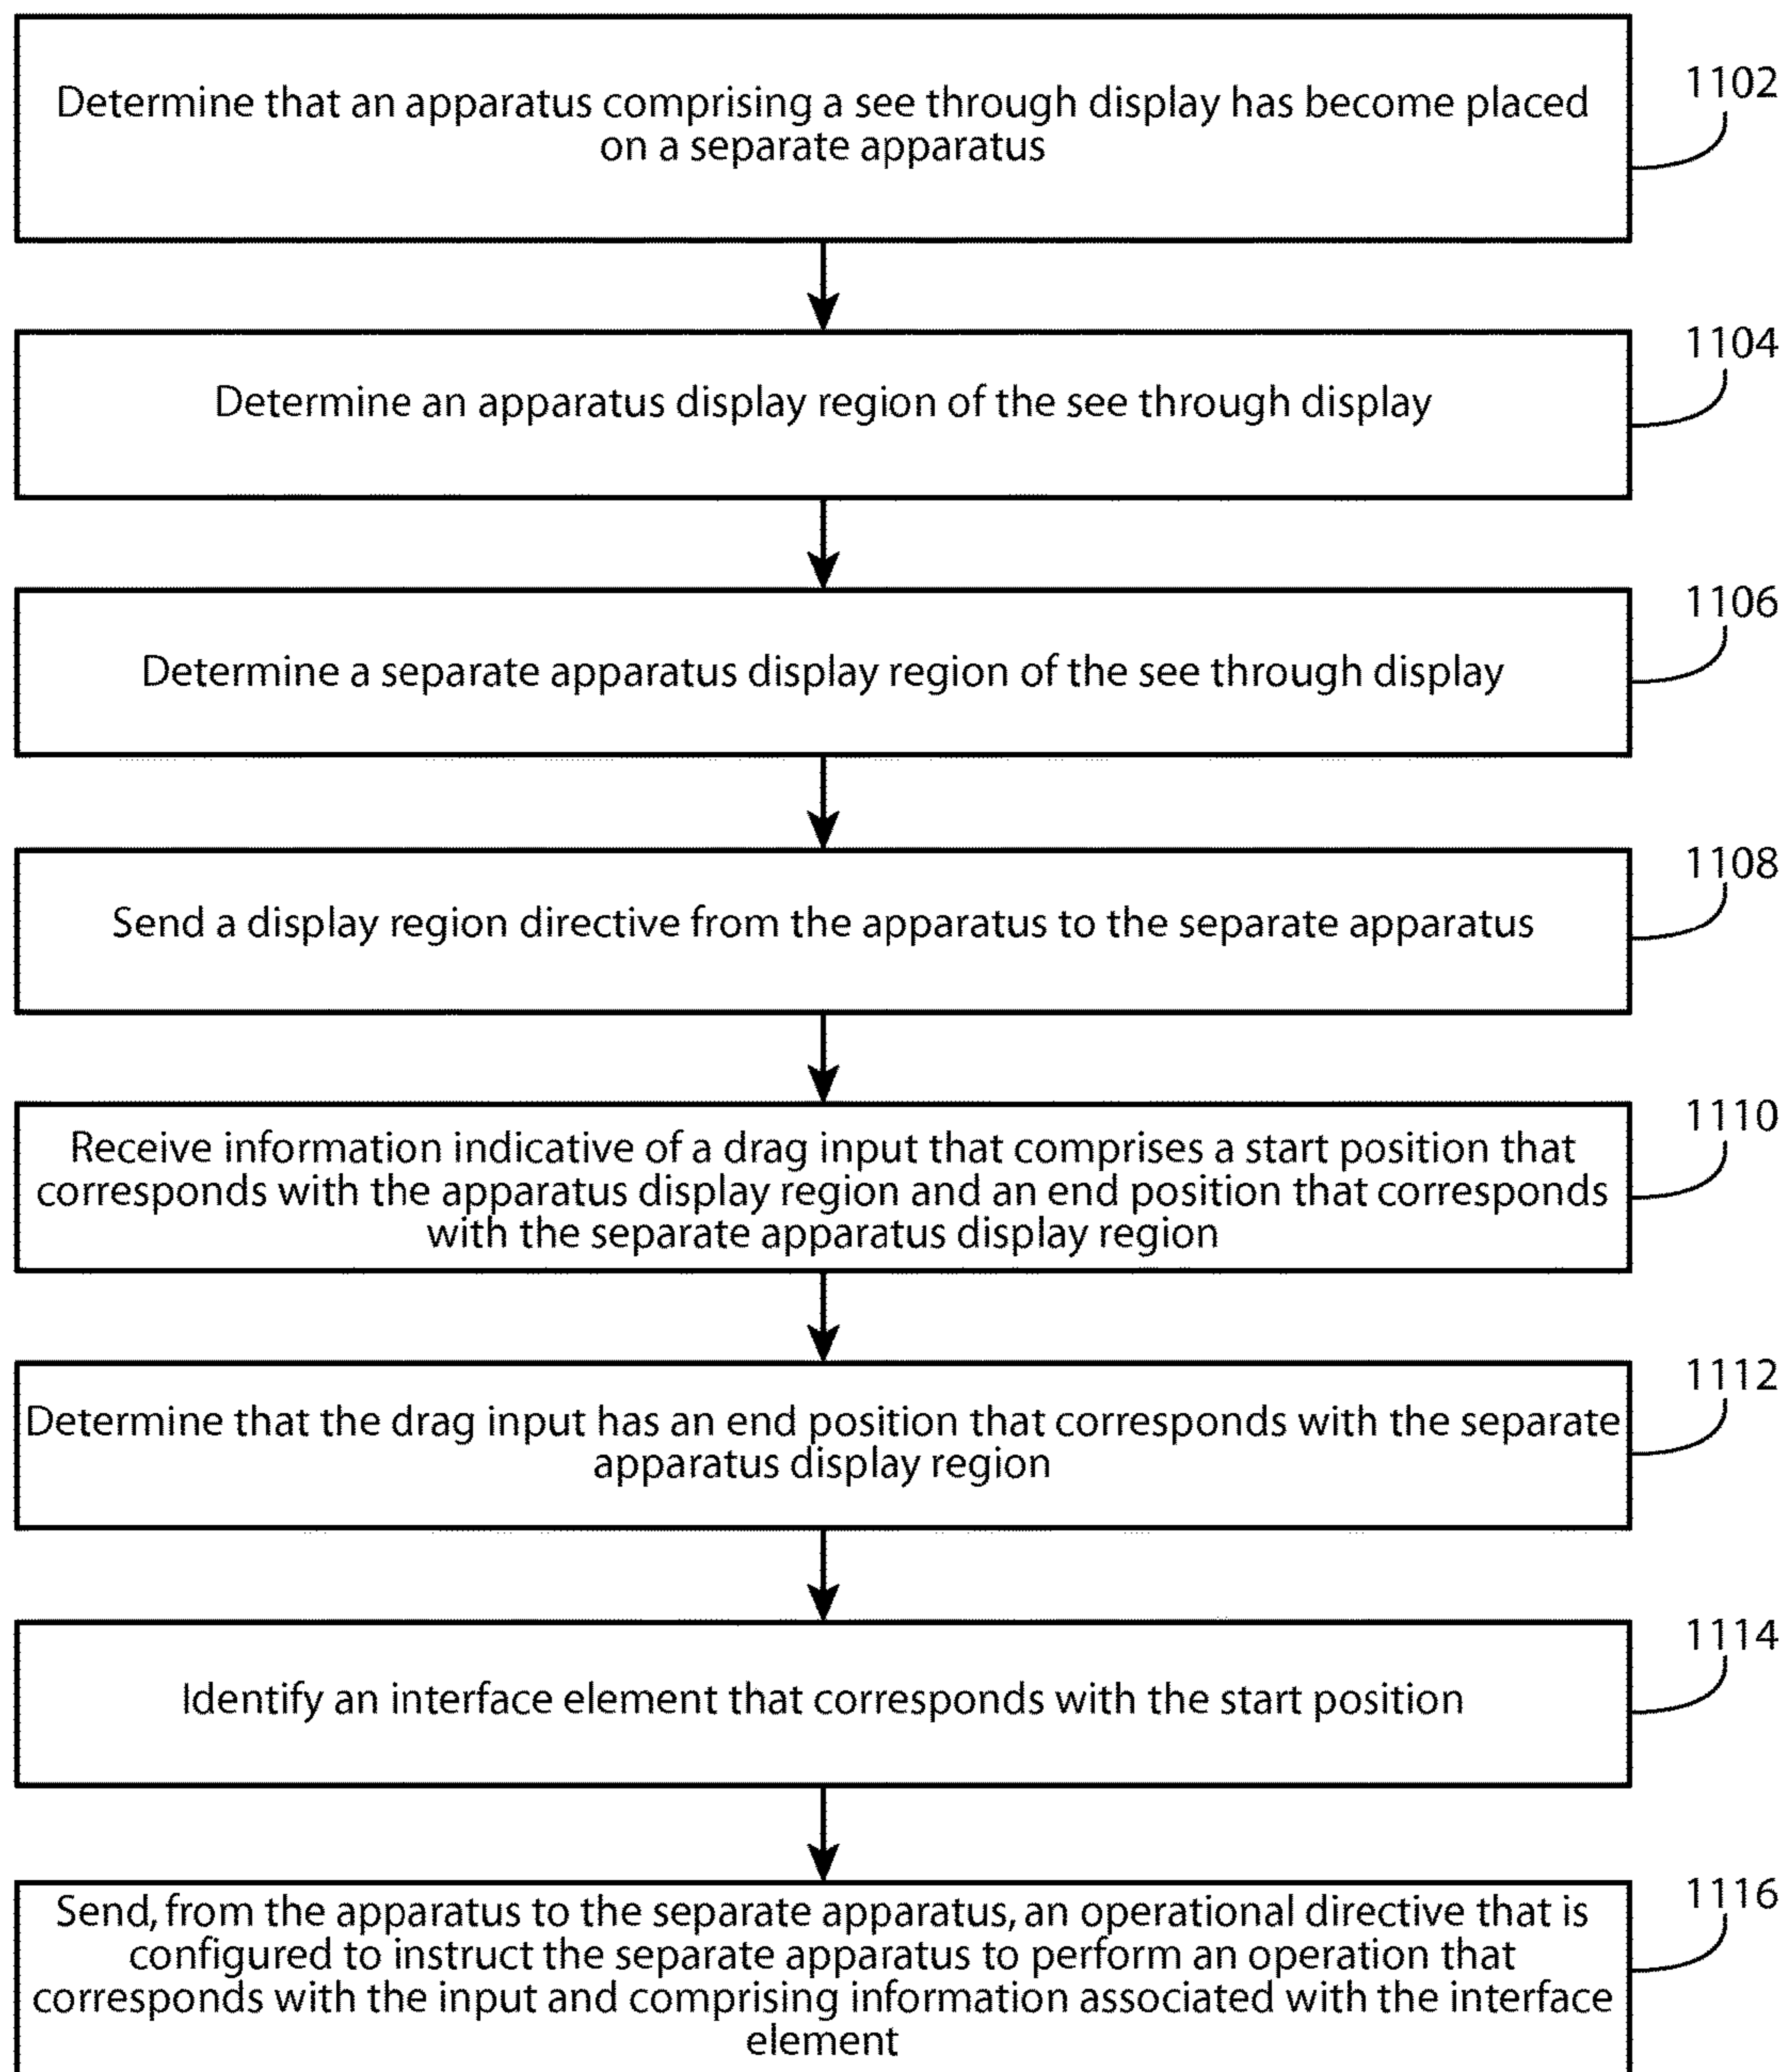 Determine that an apparatus comprising a see through display has become placed
on a separate apparatus
1102
Determine an apparatus display region of the see through display
1104
Determine a separate apparatus display region of the see through display
1106
Send a display region directive from the apparatus to the separate apparatus
1108
Receive information indicative of a drag input that comprises a start position that
corresponds with the apparatus display region and an end position that corresponds
with the separate apparatus display region
1110
Determine that the drag input has an end position that corresponds with the separate
apparatus display region
1112
Identify an interface element that corresponds with the start position
1114
Send, from the apparatus to the separate apparatus, an operational directive that is
configured to instruct the separate apparatus to perform an operation that
corresponds with the input and comprising information associated with the interface
element
1116